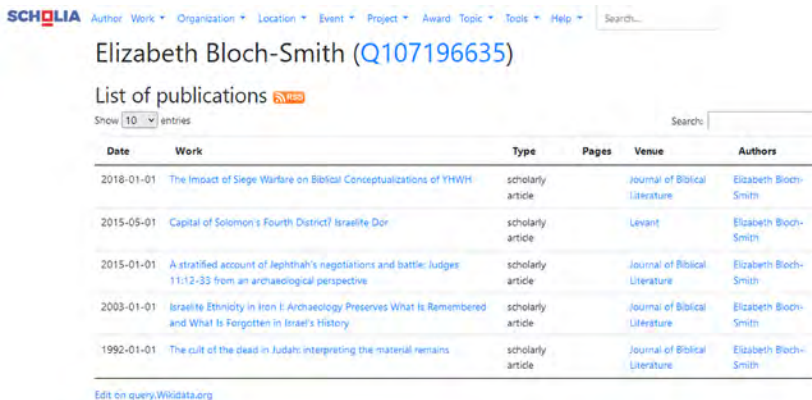 SCHOLIA Author Work Organization Location Event Project Award Topic Tools Help Search...
Elizabeth Bloch-Smith (Q107196635)
List of publications RSS
Show 10 entries Search:
Date Work Type Pages Venue Authors
2018-01-01 The Impact of Siege Warfare on Biblical Conceptualizations of YHWH scholarly Journal of Biblical Elizabeth Bloch-
article Literature Smith
2015-05-01 Capital of Solomon's Fourth District? Israelite Dor scholarly Levant Elizabeth Bloch-
article Smith
2015-01-01 A stratified account of Jephthah's negotiations and battle: Judges scholarly Journal of Biblical Elizabeth Bloch-
11:12-33 from an archaeological perspective article Literature Smith
2003-01-01 Israelite Ethnicity in Iron I: Archaeology Preserves What Is Remembered scholarly Journal of Biblical Elizabeth Bloch-
and What Is Forgotten in Israel's History article Literature Smith
1992-01-01 The cult of the dead in Judah: interpreting the material remains scholarly Journal of Biblical Elizabeth Bloch-
article Literature Smith
Edit on query.Wikidata.org